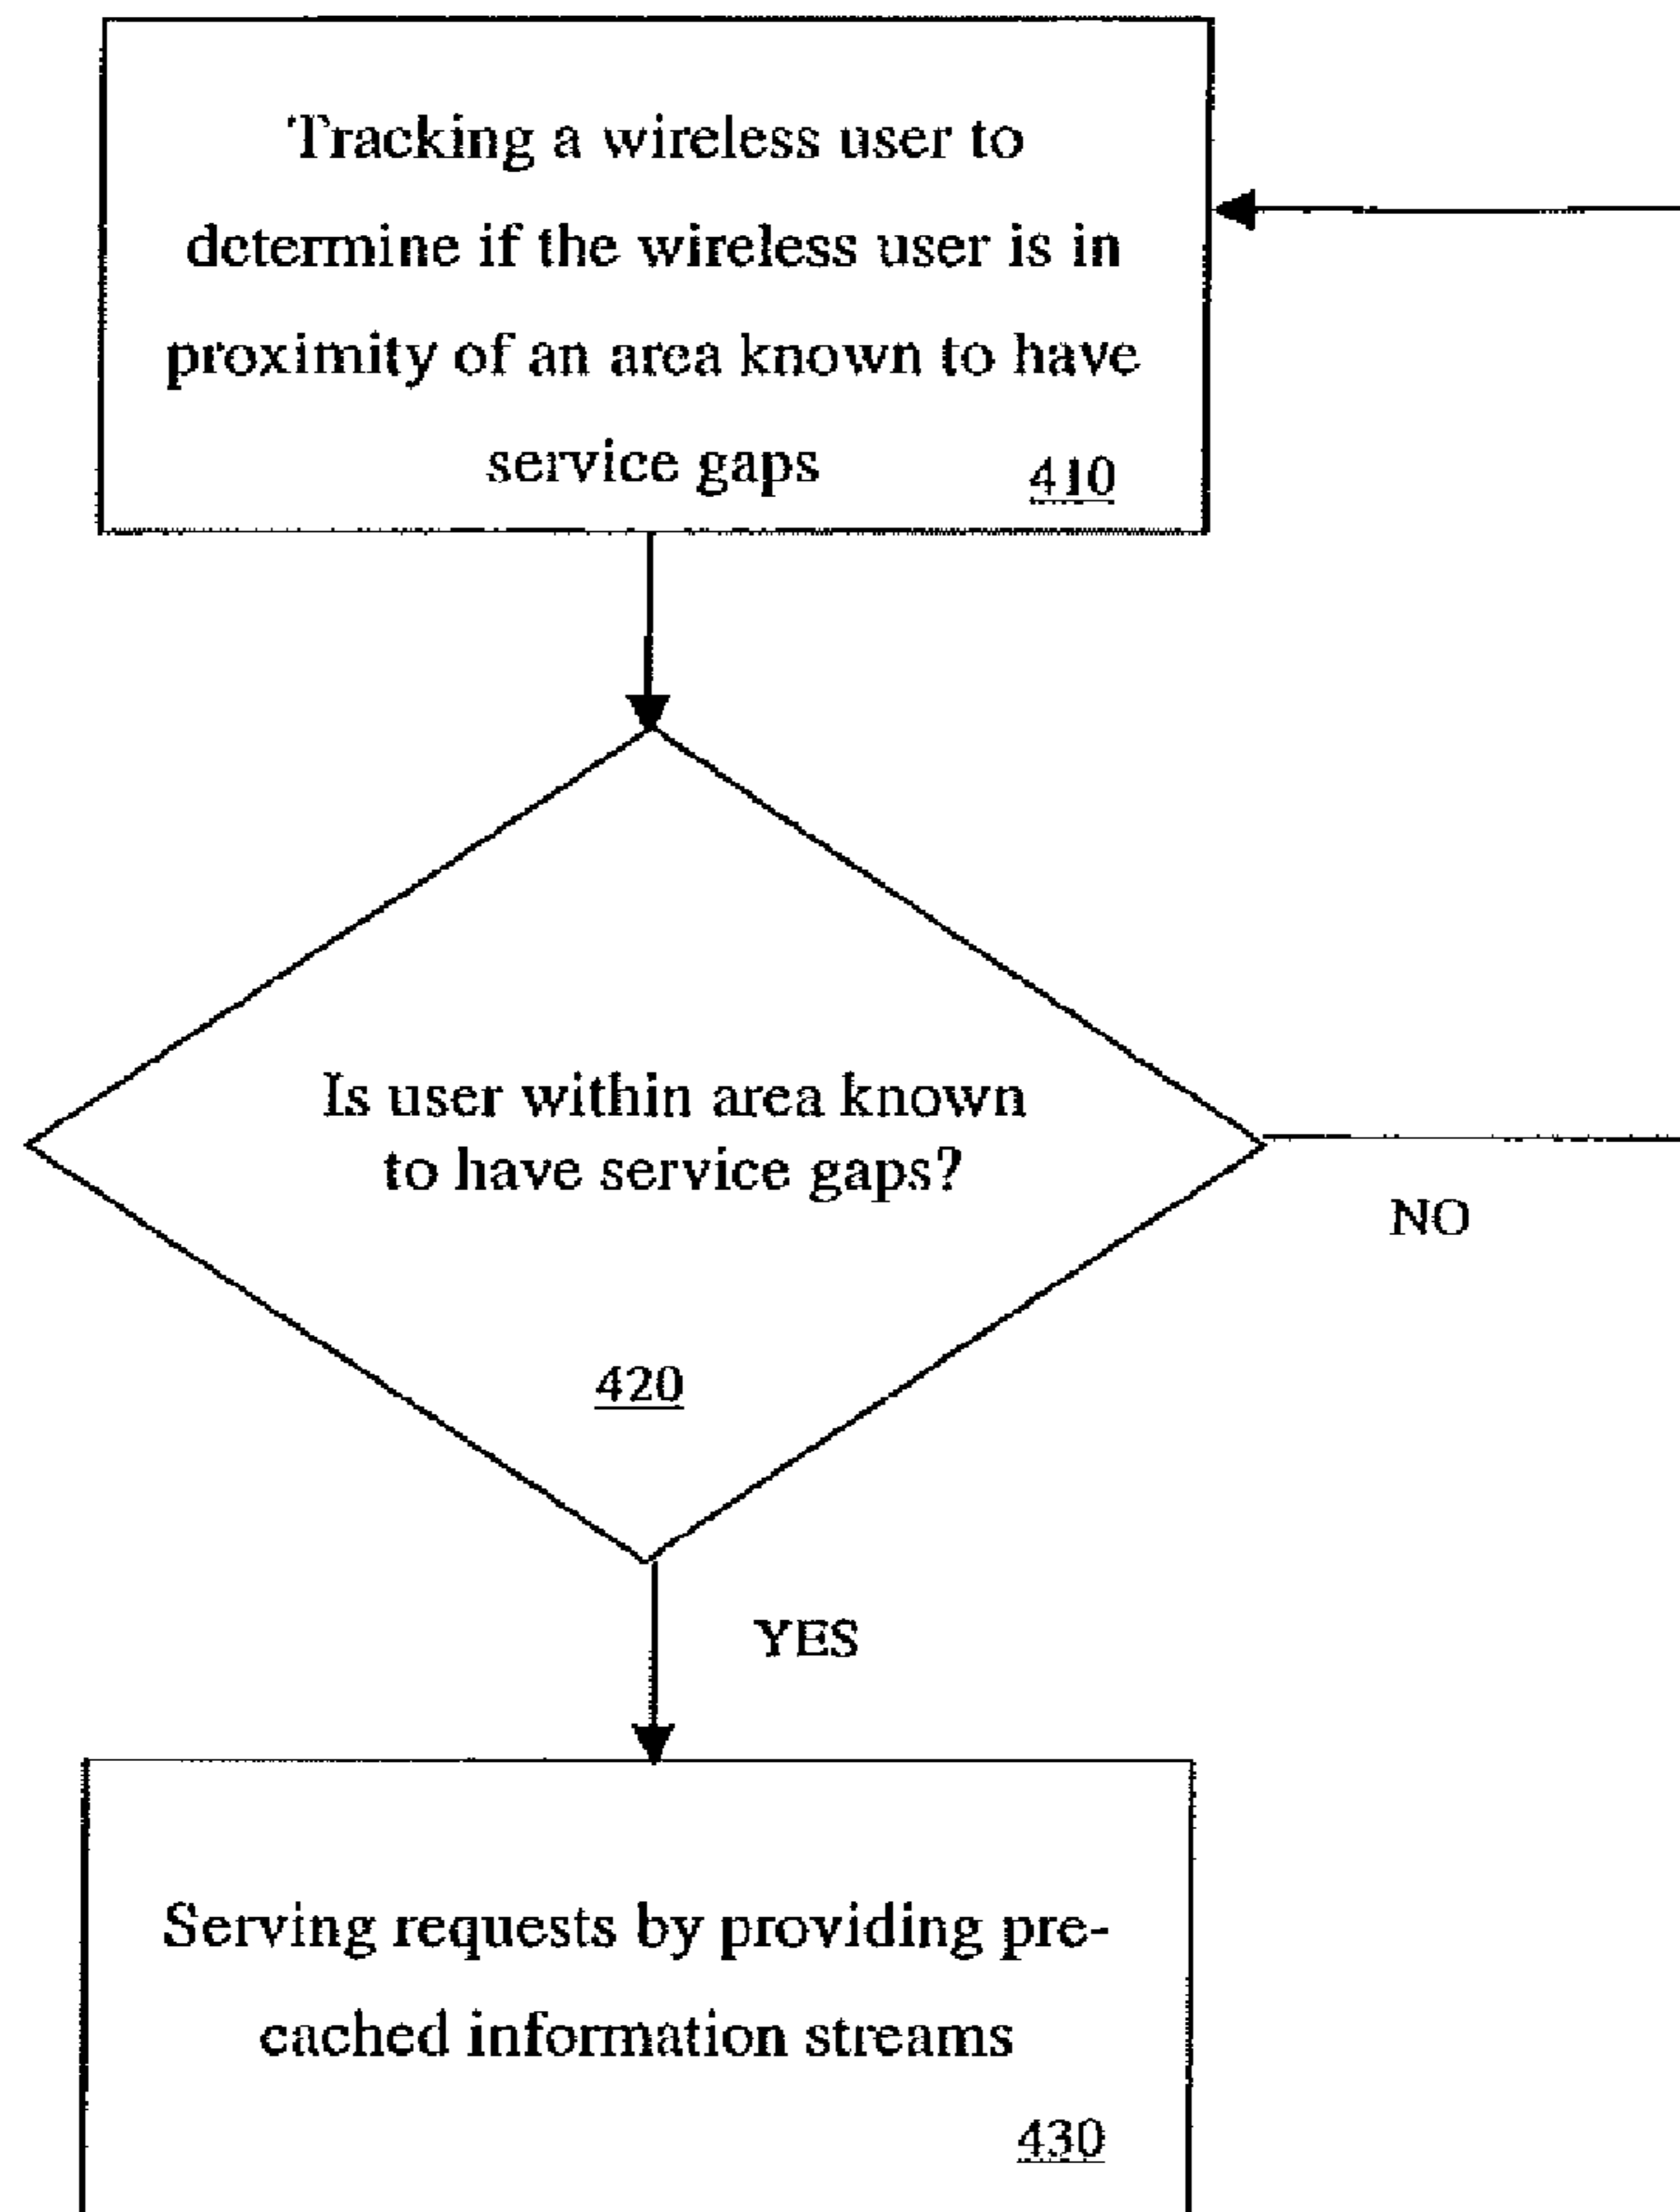 Tracking a wireless user to
determine if the wireless user is in
proximity of an area known to have
service gaps 410
Is user within area known
to have service gaps?
NO
420
YES
Serving requests by providing pre-
cached information streams
430